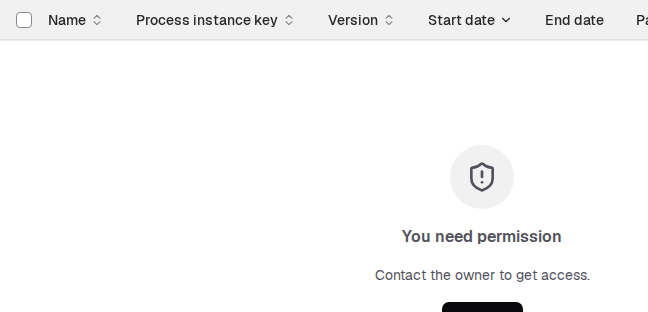 Name Process instance key Version Start date End date
You need permission
Contact the owner to get access.